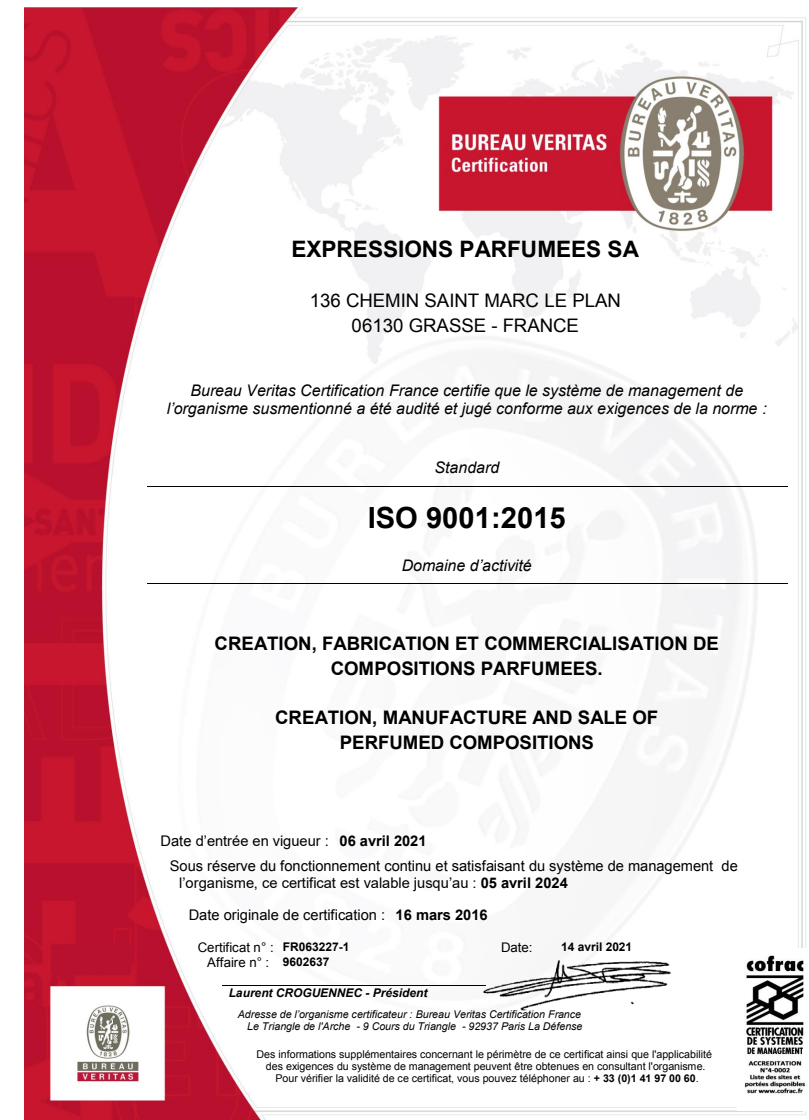 BUREAU VERITAS
Certification
BUREAU VERITAS
1828
EXPRESSIONS PARFUMEES SA
136 CHEMIN SAINT MARC LE PLAN
06130 GRASSE - FRANCE
Bureau Veritas Certification France certifie que le système de management de
l'organisme susmentionné a été audité et jugé conforme aux exigences de la norme :
Standard
ISO 9001:2015
Domaine d'activité
CREATION, FABRICATION ET COMMERCIALISATION DE
COMPOSITIONS PARFUMEES.
CREATION, MANUFACTURE AND SALE OF
PERFUMED COMPOSITIONS
Date d'entrée en vigueur : 06 avril 2021
Sous réserve du fonctionnement continu et satisfaisant du système de management de
l'organisme, ce certificat est valable jusqu'au : 05 avril 2024
Date originale de certification : 16 mars 2016
Certificat n° : FR063227-1 Date: 14 avril 2021
Affaire n° : 9602637
Laurent CROGUENNEC - Président
Adresse de l'organisme certificateur : Bureau Veritas Certification France
Le Triangle de l'Arche - 9 Cours du Triangle - 92937 Paris La Défense
Des informations supplémentaires concernant le périmètre de ce certificat ainsi que l'applicabilité
des exigences du système de management peuvent être obtenues en consultant l'organisme.
Pour vérifier la validité de ce certificat, vous pouvez téléphoner au : + 33 (0)1 41 97 00 60.
BUREAU VERITAS
1828
BUREAU
VERITAS
cofrac
CERTIFICATION
DE SYSTEMES
DE MANAGEMENT
ACCREDITATION
N°4-0002
Liste des sites et
portées disponibles
sur www.cofrac.fr